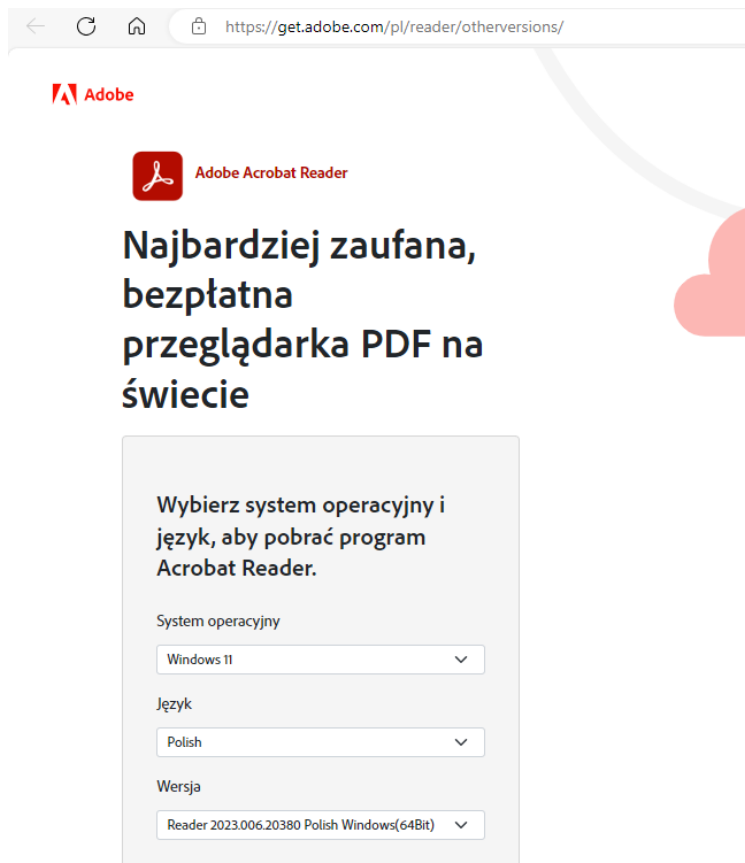 https://get.adobe.com/pl/reader/otherversions/
Adobe
Adobe Acrobat Reader
Najbardziej zaufana,
bezpłatna
przeglądarka PDF na
świecie
Wybierz system operacyjny i
język, aby pobrać program
Acrobat Reader.
System operacyjny
Windows 11
Język
Polish
Wersja
Reader 2023.006.20380 Polish Windows(64Bit)